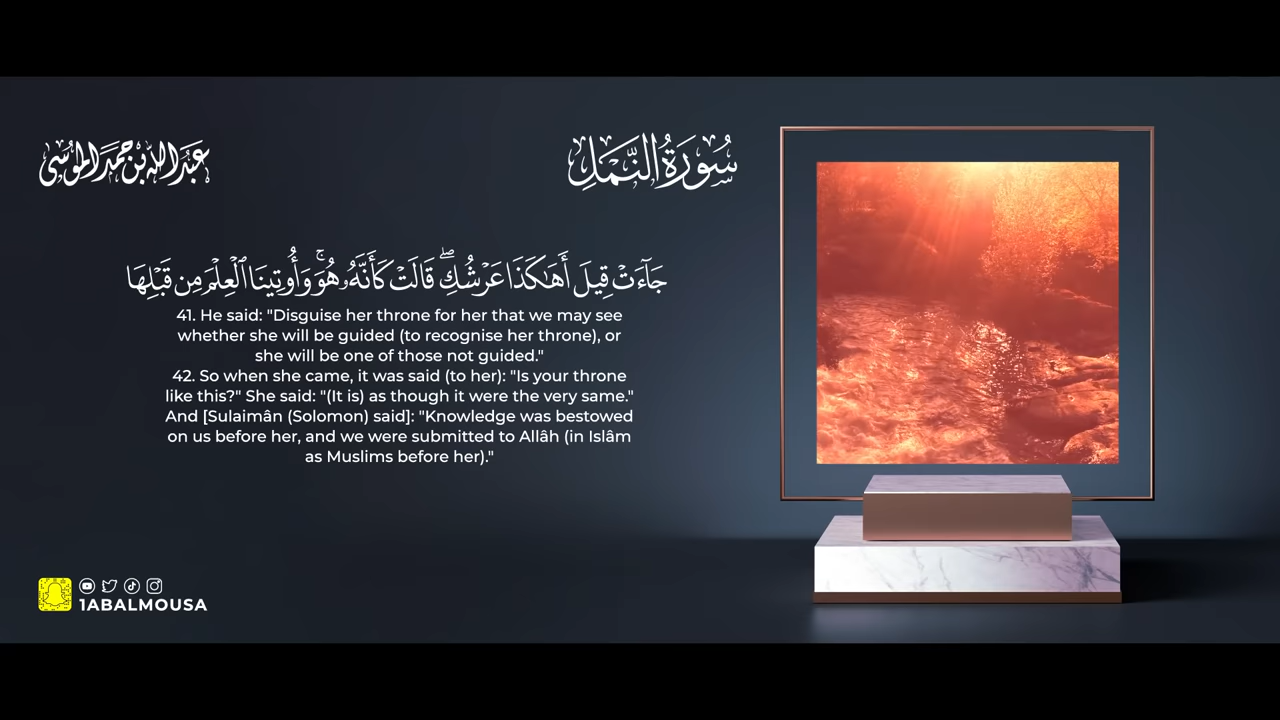 عَبْدُ اللهِ بْن حَمَدْ الْمُوسَى
سُورَةُ النَّمْلِ
جَآءَتْ قِيلَ أَهَٰكَذَا عَرْشُكِۖ قَالَتْ كَأَنَّهُۥ هُوَۚ وَأُوتِينَا ٱلْعِلْمَ مِن قَبْلِهَا
41. He said: "Disguise her throne for her that we may see
whether she will be guided (to recognise her throne), or
she will be one of those not guided."
42. So when she came, it was said (to her): "Is your throne
like this?" She said: "(It is) as though it were the very same."
And [Sulaimân (Solomon) said]: "Knowledge was bestowed
on us before her, and we were submitted to Allâh (in Islâm
as Muslims before her)."
1ABALMOUSA